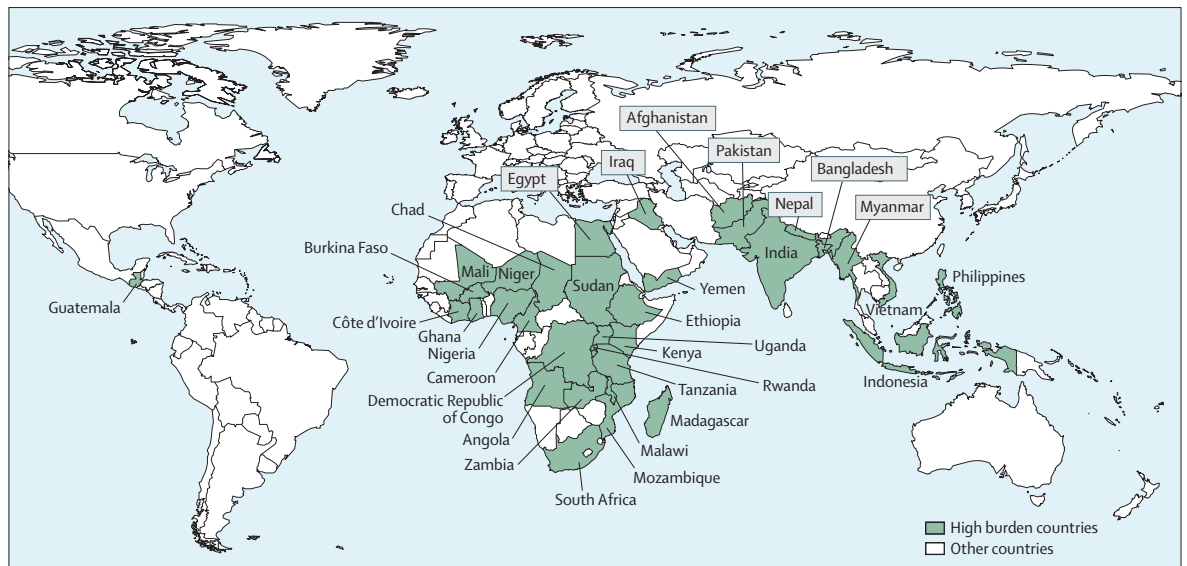 Afghanistan
Pakistan
Iraq
Bangladesh
Egypt
Nepal
Myanmar
Chad
Burkina Faso
Mali
Niger
India
Sudan
Philippines
Guatemala
Yemen
Vietnam
Côte d'Ivoire
Ethiopia
Ghana
Nigeria
Uganda
Kenya
Cameroon
Indonesia
Tanzania
Rwanda
Democratic Republic
of Congo
Madagascar
Angola
Malawi
Zambia
Mozambique
South Africa
High burden countries
Other countries